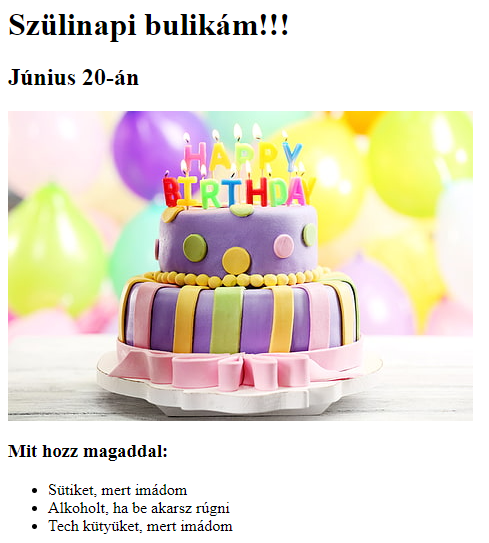 Szülinapi bulikám!!!
Június 20-án
HAPPY
BIRTHDAY
Mit hozz magaddal:
Sütiket, mert imádom
Alkoholt, ha be akarsz rúgni
Tech kütyüket, mert imádom